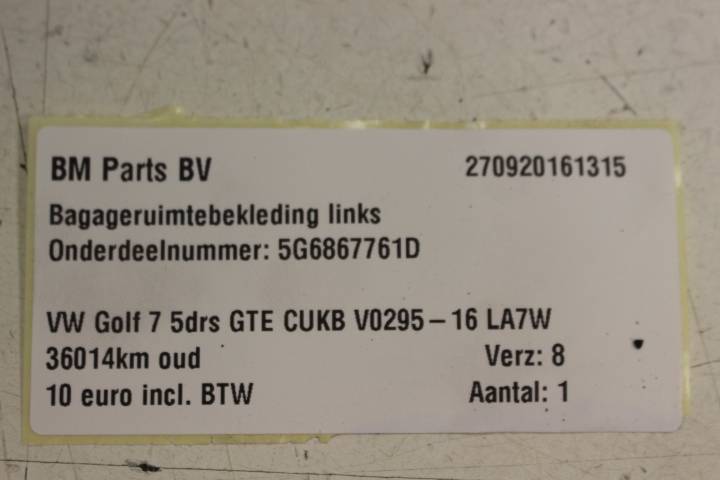 BM Parts BV 270920161315
Bagageruimtebekleding links
Onderdeelnummer: 5G6867761D
VW Golf 7 5drs GTE CUKB V0295-16 LA7W
36014km oud Verz: 8
10 euro incl. BTW Aantal: 1